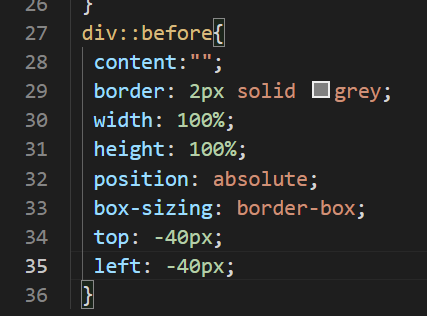 26 }
27 div::before{
28 content:"";
29 border: 2px solid grey;
30 width: 100%;
31 height: 100%;
32 position: absolute;
33 box-sizing: border-box;
34 top: -40px;
35 left: -40px;
36 }